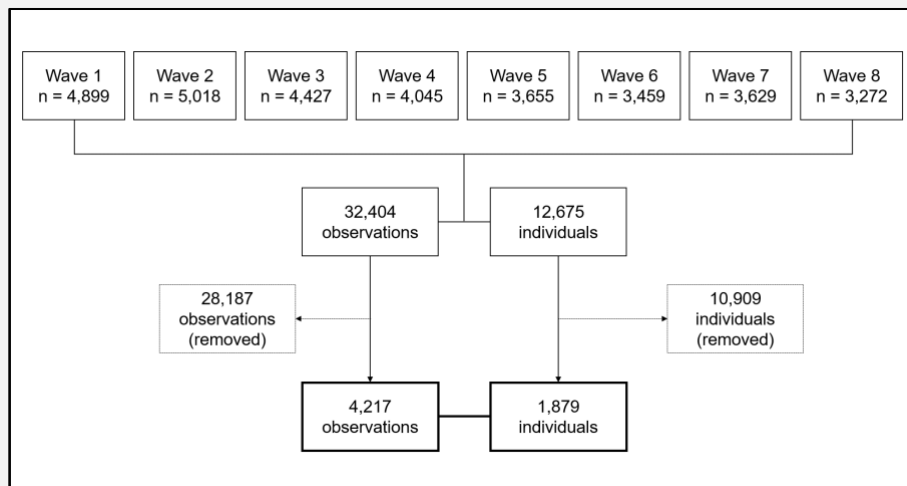 Wave 1
n = 4,899
Wave 2
n = 5,018
Wave 3
n = 4,427
Wave 4
n = 4,045
Wave 5
n = 3,655
Wave 6
n = 3,459
Wave 7
n = 3,629
Wave 8
n = 3,272
32,404
observations
12,675
individuals
28,187
observations
(removed)
10,909
individuals
(removed)
4,217
observations
1,879
individuals